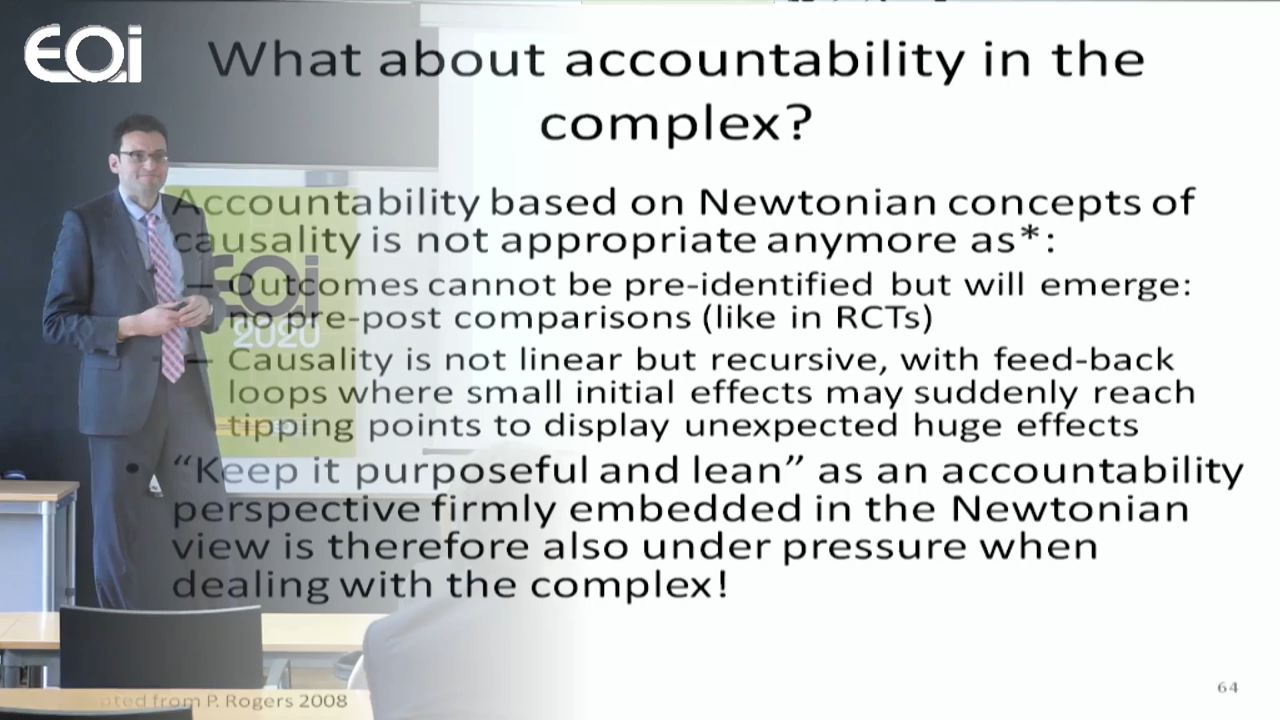 EOi
What about accountability in the
complex?
Accountability based on Newtonian concepts of
causality is not appropriate anymore as*:
– Outcomes cannot be pre-identified but will emerge:
no pre-post comparisons (like in RCTs)
– Causality is not linear but recursive, with feed-back
loops where small initial effects may suddenly reach
tipping points to display unexpected huge effects
EOi
2020
• “Keep it purposeful and lean” as an accountability
perspective firmly embedded in the Newtonian
view is therefore also under pressure when
dealing with the complex!
from P. Rogers 2008
64